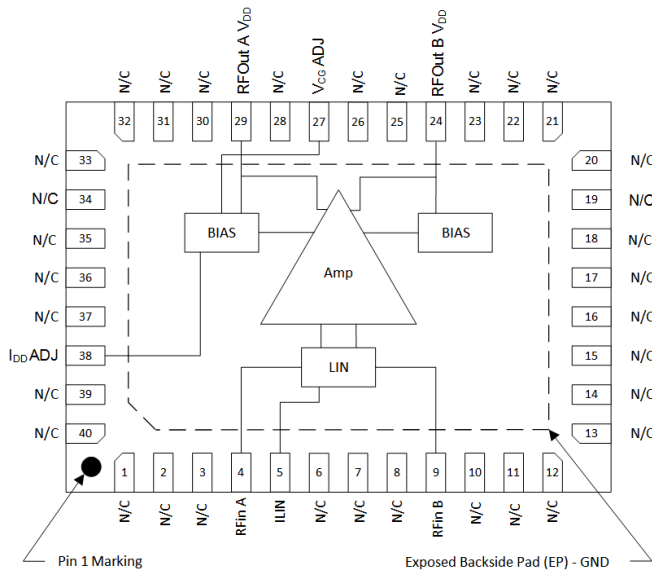 N/C
N/C
N/C
RFOut A VDD
N/C
VCG ADJ
N/C
N/C
RFOut B VDD
N/C
N/C
N/C
32
31
30
29
28
27
26
25
24
23
22
21
N/C 33
N/C 34
N/C 35
N/C 36
N/C 37
IDD ADJ 38
N/C 39
N/C 40
20 N/C
19 N/C
18 N/C
17 N/C
16 N/C
15 N/C
14 N/C
13 N/C
BIAS
BIAS
Amp
LIN
1
2
3
4
5
6
7
8
9
10
11
12
N/C
N/C
N/C
RFin A
ILIN
N/C
N/C
N/C
RFin B
N/C
N/C
N/C
Pin 1 Marking
Exposed Backside Pad (EP) - GND